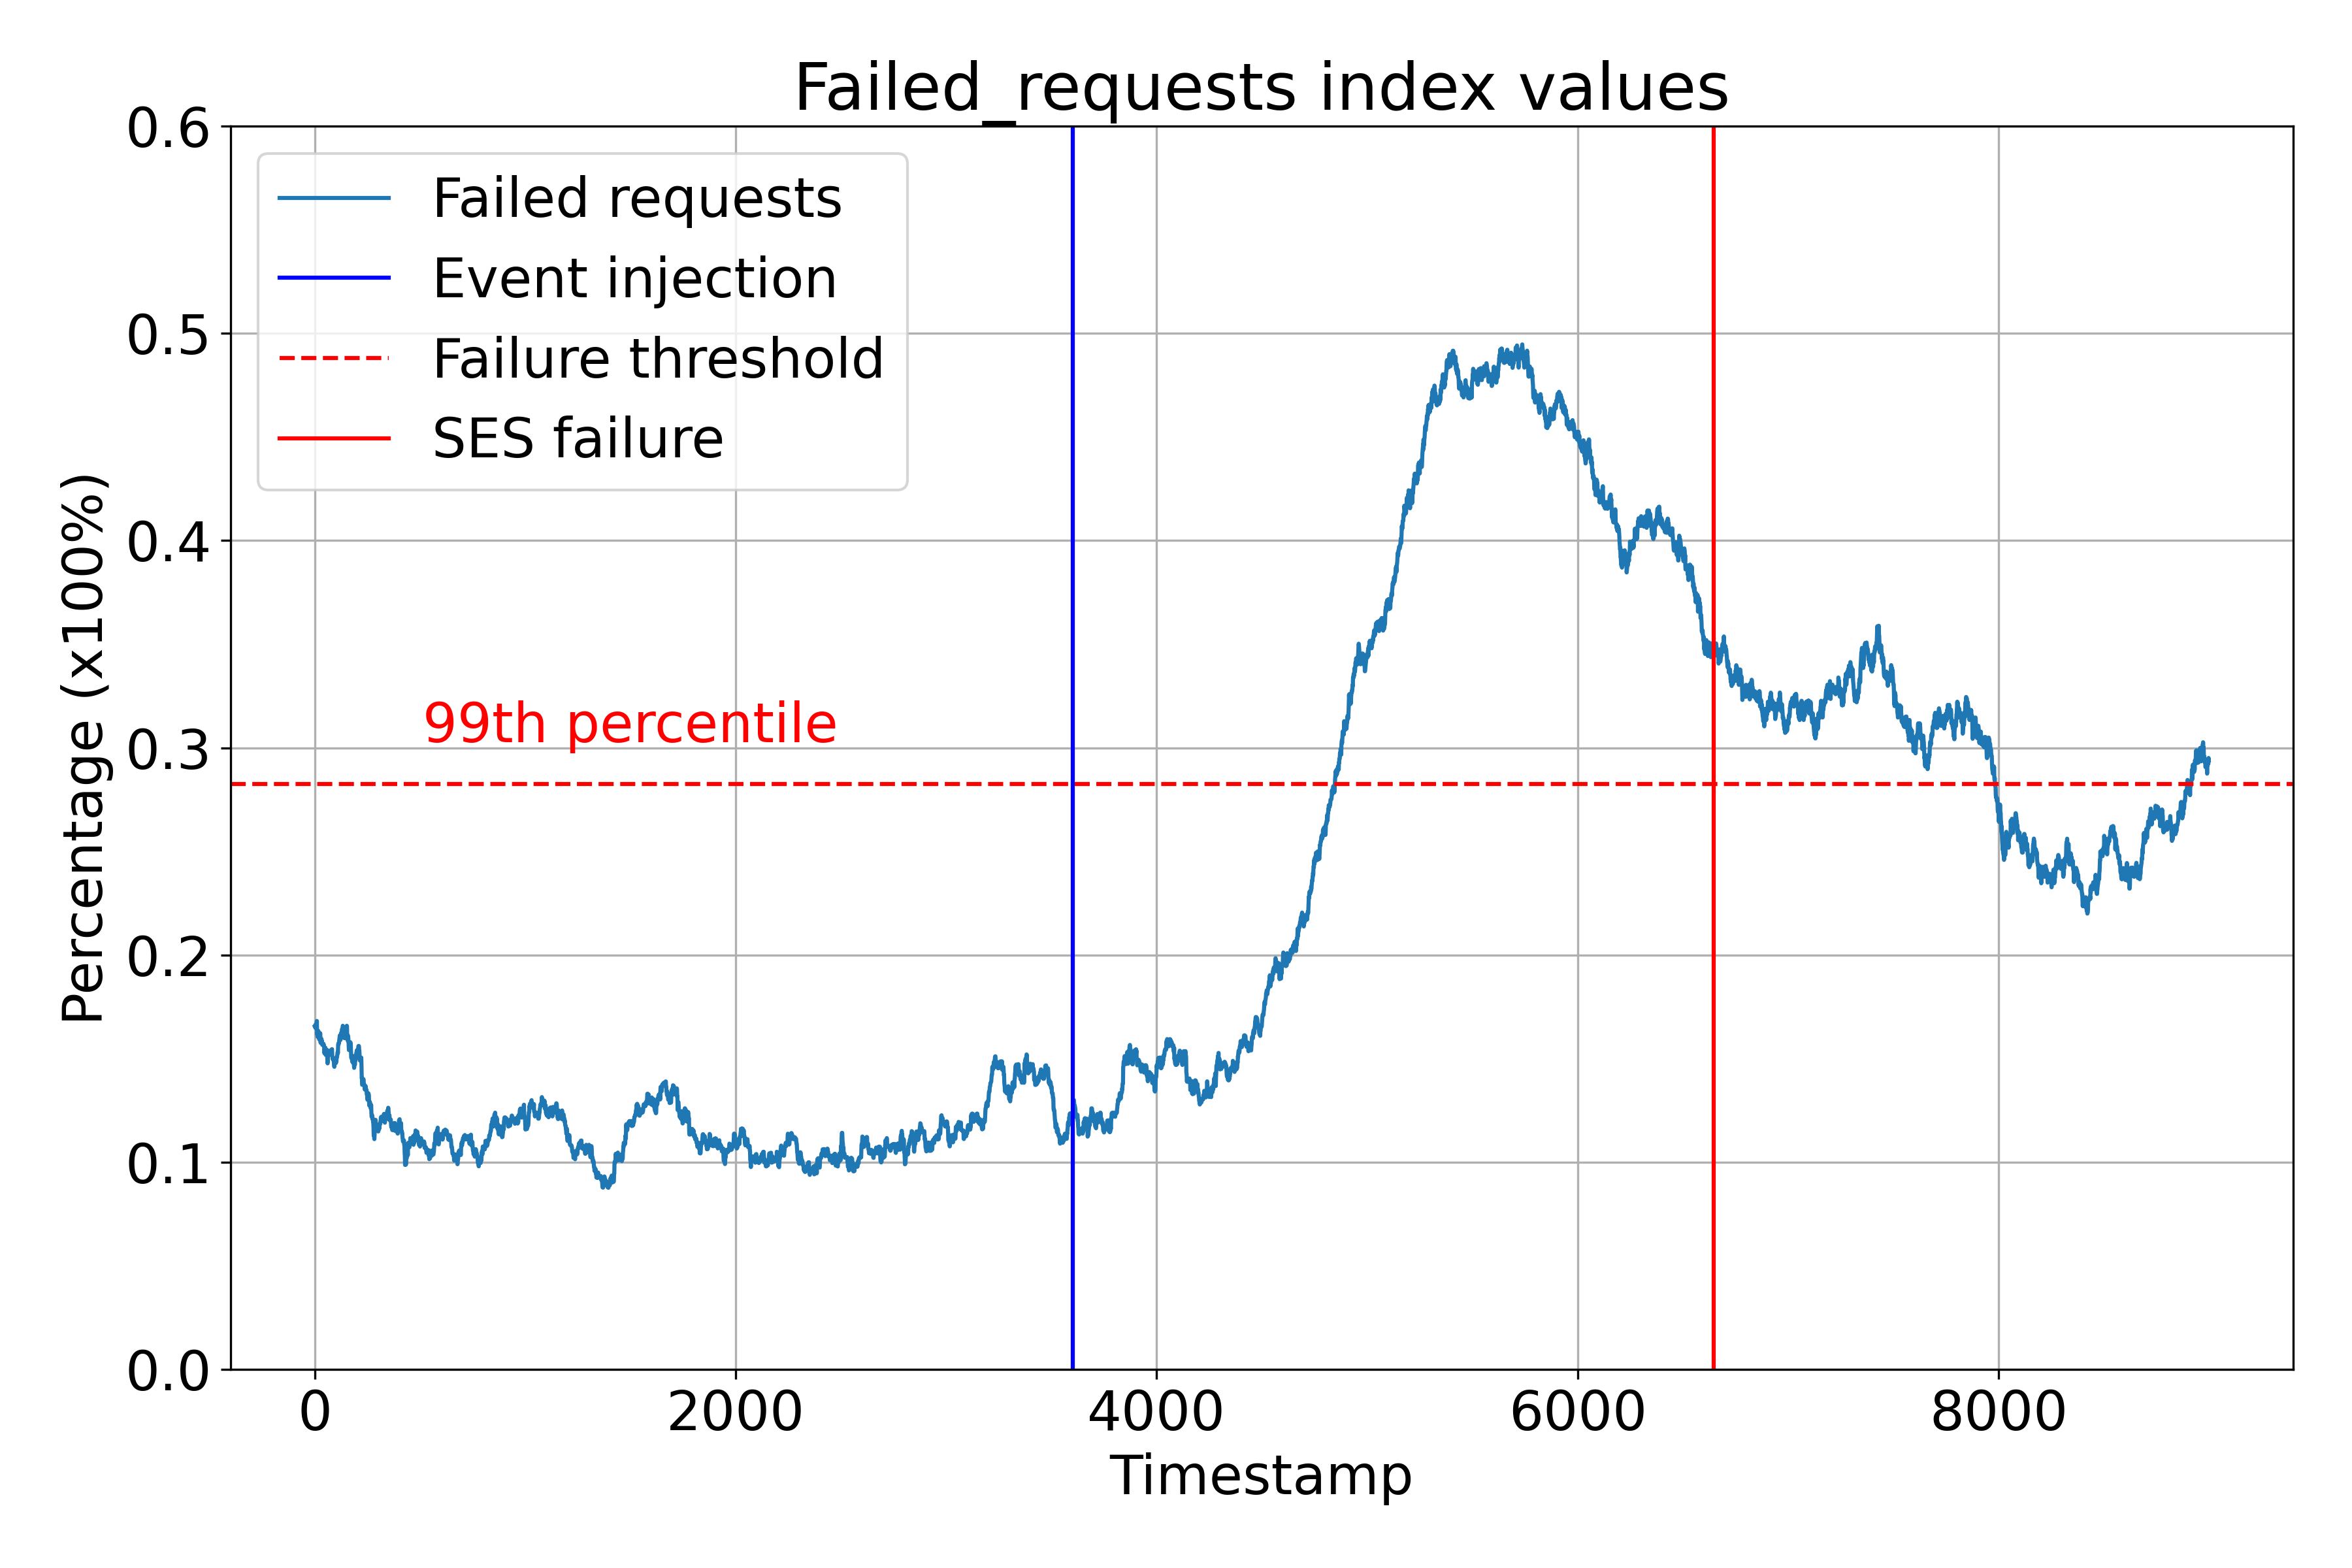 Failed_requests index values
Failed requests
Event injection
Failure threshold
SES failure
99th percentile
Percentage (x100%)
0.6
0.5
0.4
0.3
0.2
0.1
0.0
0 2000 4000 6000 8000
Timestamp